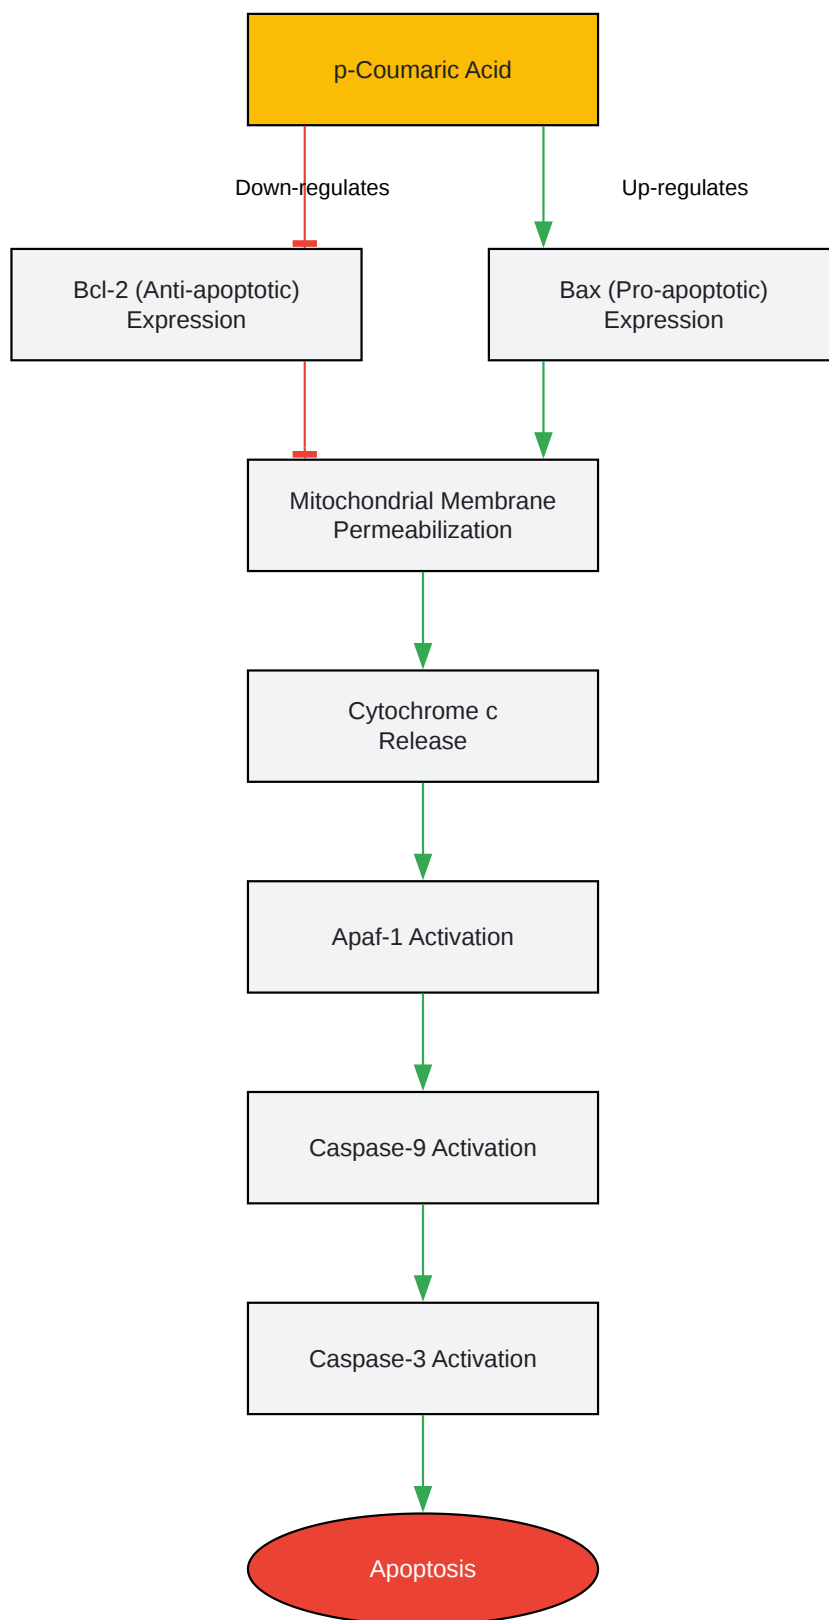 p-Coumaric Acid
Down-regulates
Up-regulates
Bcl-2 (Anti-apoptotic)
Expression
Bax (Pro-apoptotic)
Expression
Mitochondrial Membrane
Permeabilization
Cytochrome c
Release
Apaf-1 Activation
Caspase-9 Activation
Caspase-3 Activation
Apoptosis